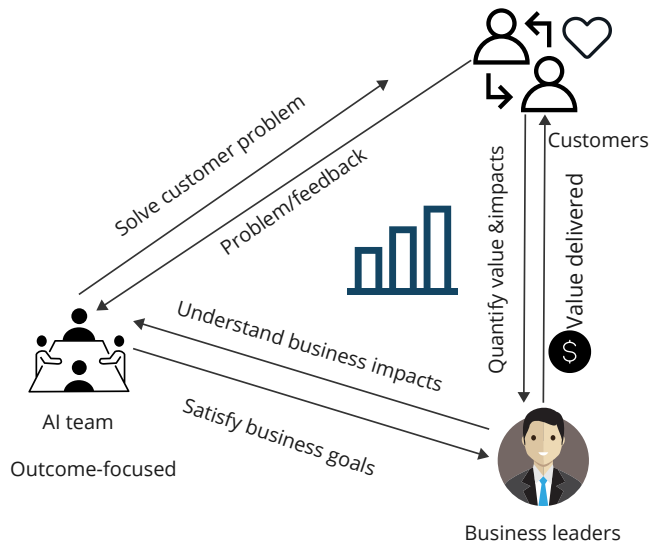 Customers
Solve customer problem
Problem/feedback
Quantify value &impacts
Value delivered
$
Understand business impacts
Satisfy business goals
AI team
Outcome-focused
Business leaders